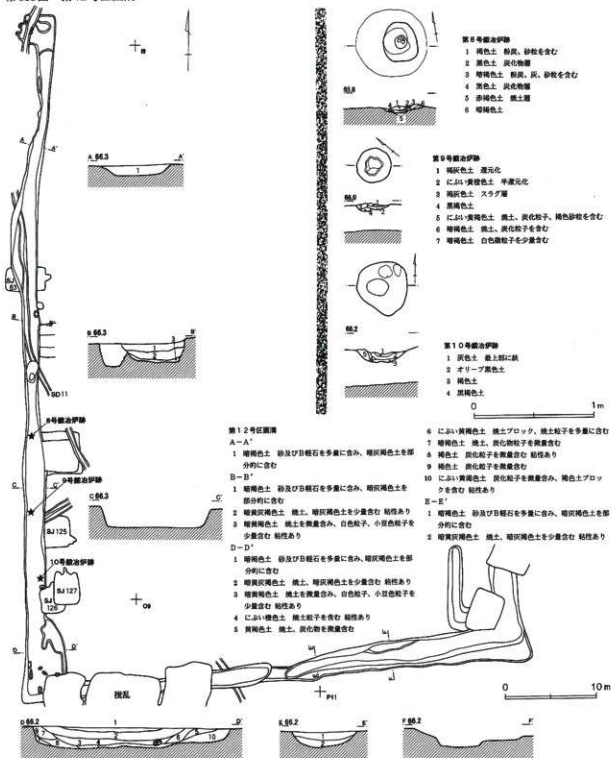 第8号鍛冶炉跡
1 褐色土 粉炭、砂粒を含む
2 黒色土 炭化物層
3 暗褐色土 粉炭、灰、砂粒を含む
4 黒色土 炭化物層
5 赤褐色土 焼土層
6 暗褐色土
65.8
1
2
3
4
5
6
第9号鍛冶炉跡
1 褐灰色土 還元化
2 にぶい黄橙色土 半還元化
3 褐灰色土 スラグ層
4 黒褐色土
5 にぶい黄褐色土 焼土、炭化粒子、褐色砂粒を含む
6 暗褐色土 焼土、炭化粒子を含む
7 暗褐色土 白色微粒子を少量含む
66.0
66.2
第10号鍛冶炉跡
1 灰色土 最上部に鉄
2 オリーブ黒色土
3 褐色土
4 黒褐色土
0 1m
A 66.3 A'
1
B 66.3 B'
C 66.3 C'
SJ
63
SD11
8号鍛冶炉跡
9号鍛冶炉跡
SJ125
10号鍛冶炉跡
SJ127
SJ
126
O9
P11
撹乱
第12号区画溝
A-A'
1 暗褐色土 砂及びB軽石を多量に含み、暗灰褐色土を部
分的に含む
B-B'
1 暗褐色土 砂及びB軽石を多量に含み、暗灰褐色土を
部分的に含む
2 暗黄灰褐色土 焼土、暗灰褐色土を少量含む 粘性あり
3 暗黄褐色土 焼土を微量含み、白色粒子、小豆色粒子を
少量含む 粘性あり
D-D'
1 暗褐色土 砂及びB軽石を多量に含み、暗灰褐色土を部
分的に含む
2 暗黄灰褐色土 焼土、暗灰褐色土を少量含む 粘性あり
3 暗黄褐色土 焼土を微量含み、白色粒子、小豆色粒子を
少量含む 粘性あり
4 にぶい橙色土 焼土粒子を含む 粘性あり
5 黄褐色土 焼土、炭化物を微量含む
6 にぶい黄褐色土 焼土ブロック、焼土粒子を多量に含む
7 暗褐色土 焼土、炭化物粒子を微量含む
8 褐色土 炭化粒子を微量含む 粘性あり
9 褐色土 炭化粒子を微量含む
10 にぶい黄褐色土 炭化粒子を微量含み、褐色土ブロッ
クを含む 粘性あり
E-E'
1 暗褐色土 砂及びB軽石を多量に含み、暗灰褐色土を部
分的に含む
2 暗黄灰褐色土 焼土、暗灰褐色土を少量含む 粘性あり
0 10m
D 66.2 D'
E 66.2 E'
F 66.2 F'